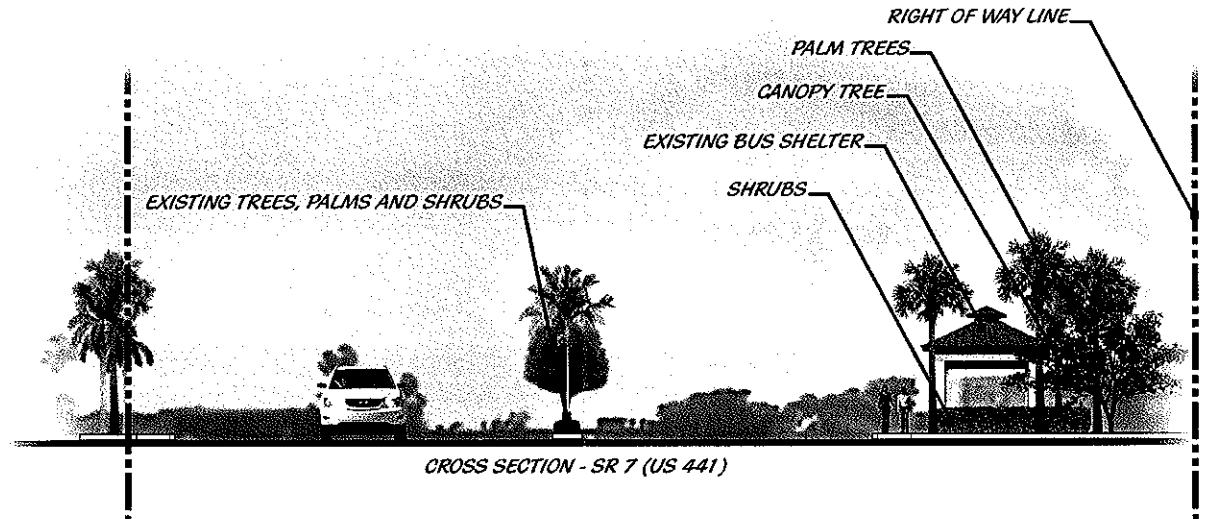 RIGHT OF WAY LINE
PALM TREES
CANOPY TREE
EXISTING BUS SHELTER
SHRUBS
EXISTING TREES, PALMS AND SHRUBS
CROSS SECTION - SR 7 (US 441)